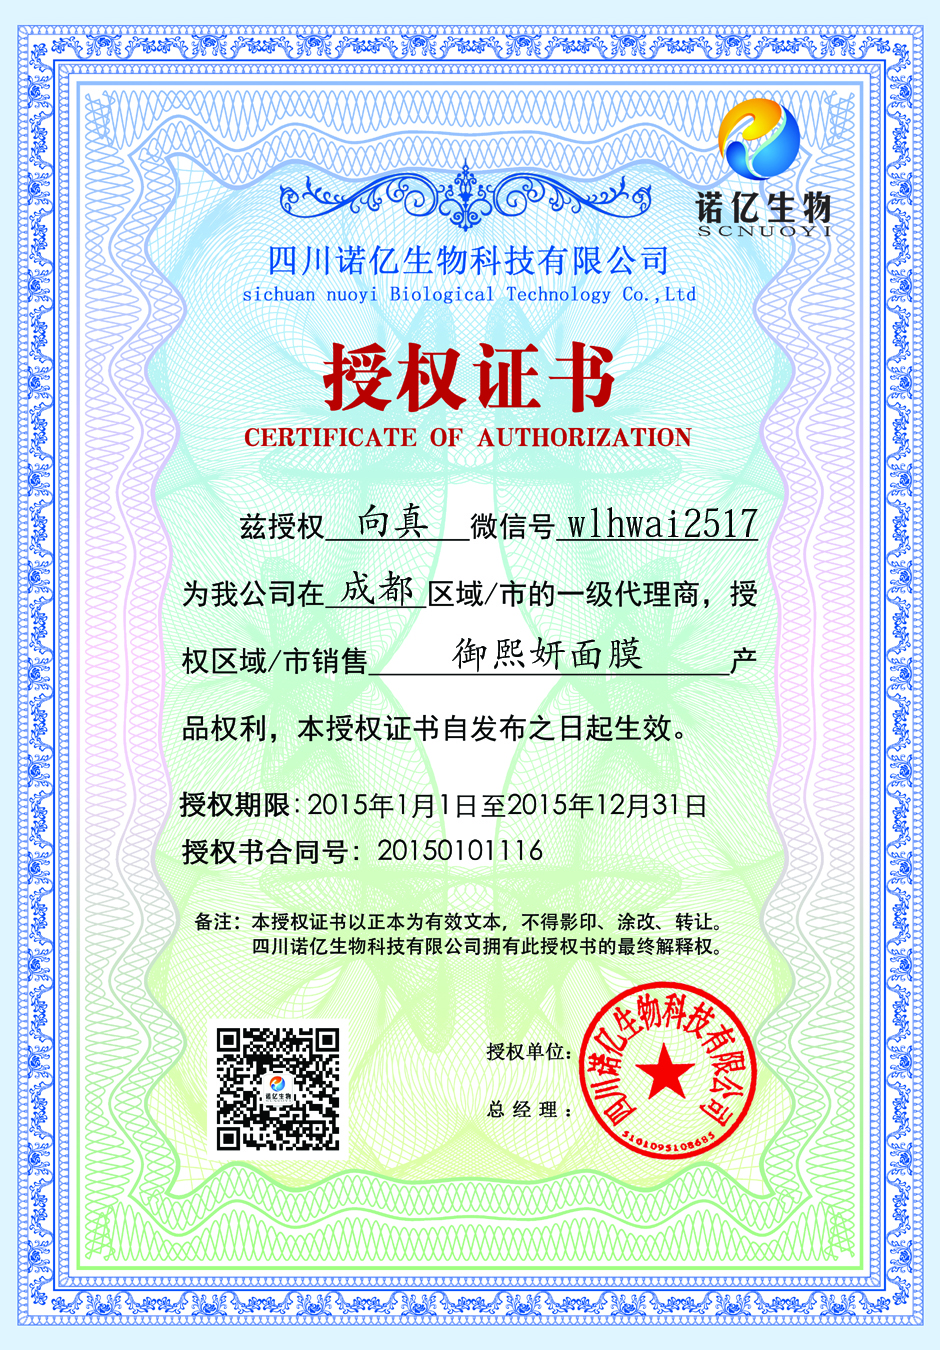 诺亿生物
SCNUOYI
四川诺亿生物科技有限公司
sichuan nuoyi Biological Technology Co.,Ltd
授权证书
CERTIFICATE OF AUTHORIZATION
兹授权 向真 微信号 wlhwai2517
为我公司在 成都 区域/市的一级代理商，授
权区域/市销售 御熙妍面膜 产
品权利，本授权证书自发布之日起生效。
授权期限：2015年1月1日至2015年12月31日
授权书合同号：20150101116
备注：本授权证书以正本为有效文本，不得影印、涂改、转让。
四川诺亿生物科技有限公司拥有此授权书的最终解释权。
诺亿生物
授权单位：
总经理：
四川诺亿生物科技有限公司
5101095108685